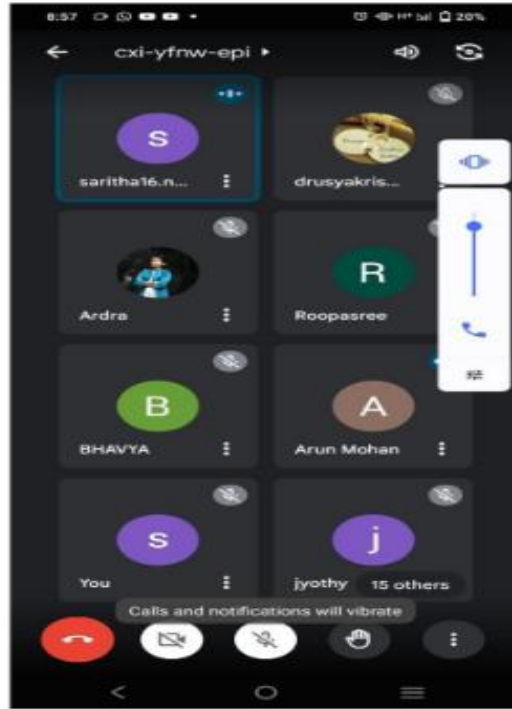 8:57 H+ 20%
cxi-yfnw-epi
s
saritha16.n...
drusyakris...
Ardra
R
Roopasree
B
BHAVYA
A
Arun Mohan
s
You
j
jyothy 15 others
Calls and notifications will vibrate